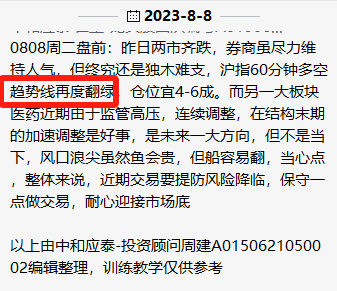 2023-8-8
0808周二盘前：昨日两市齐跌，券商虽尽力维
持人气，但终究还是独木难支，沪指60分钟多空
趋势线再度翻绿，仓位宜4-6成。而另一大板块
医药近期由于监管高压，连续调整，在结构末期
的加速调整是好事，是未来一大方向，但不是当
下，风口浪尖虽然鱼会贵，但船容易翻，当心点
，整体来说，近期交易要提防风险降临，保守一
点做交易，耐心迎接市场底
以上由中和应泰-投资顾问周建A01506210500
02编辑整理，训练教学仅供参考